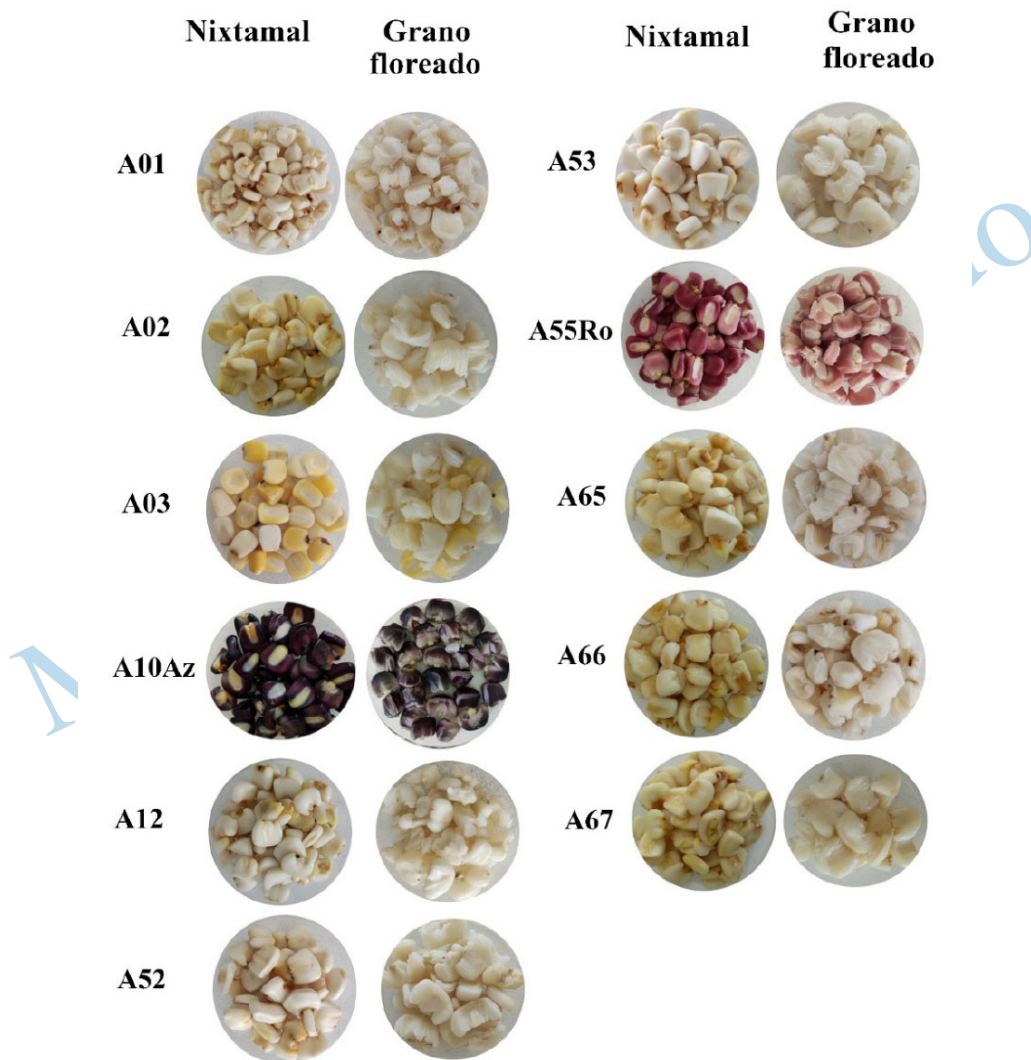 Nixtamal
Grano
floreado
Nixtamal
Grano
floreado
A01
A53
A02
A55Ro
A03
A65
A10Az
A66
A12
A67
A52